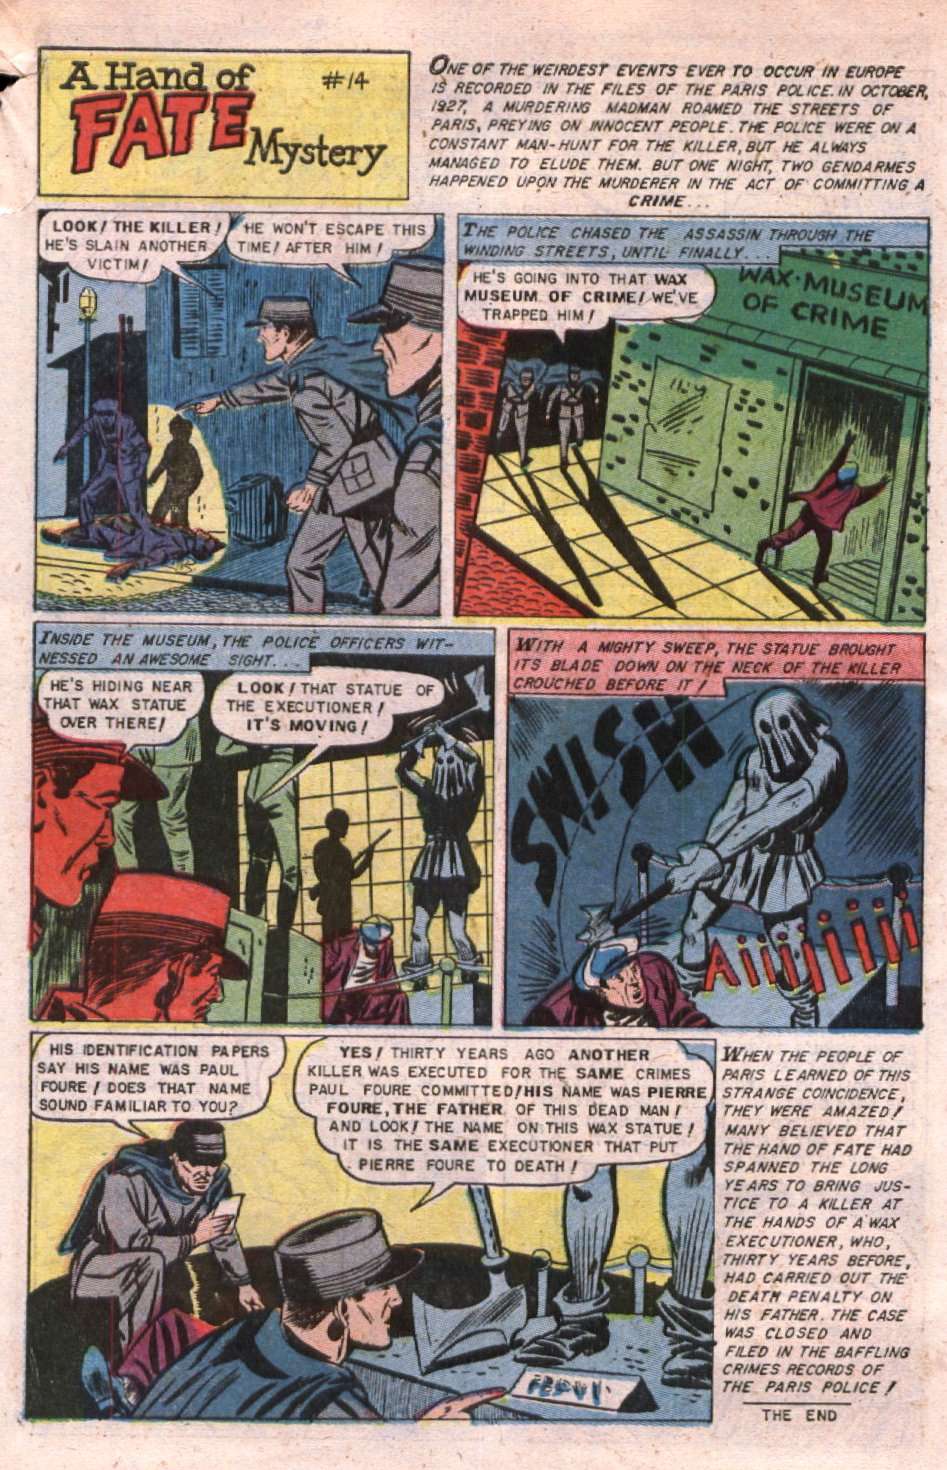 A Hand of
FATE
Mystery
#14
ONE OF THE WEIRDEST EVENTS EVER TO OCCUR IN EUROPE
IS RECORDED IN THE FILES OF THE PARIS POLICE. IN OCTOBER,
1927, A MURDERING MADMAN ROAMED THE STREETS OF
PARIS, PREYING ON INNOCENT PEOPLE. THE POLICE WERE ON A
CONSTANT MAN-HUNT FOR THE KILLER, BUT HE ALWAYS
MANAGED TO ELUDE THEM. BUT ONE NIGHT, TWO GENDARMES
HAPPENED UPON THE MURDERER IN THE ACT OF COMMITTING A
CRIME...
LOOK! THE KILLER!
HE'S SLAIN ANOTHER
VICTIM!
HE WON'T ESCAPE THIS
TIME! AFTER HIM!
THE POLICE CHASED THE ASSASSIN THROUGH THE
WINDING STREETS, UNTIL FINALLY...
HE'S GOING INTO THAT WAX
MUSEUM OF CRIME! WE'VE
TRAPPED HIM!
WAX-MUSEUM
OF CRIME
INSIDE THE MUSEUM, THE POLICE OFFICERS WIT-
NESSED AN AWESOME SIGHT...
HE'S HIDING NEAR
THAT WAX STATUE
OVER THERE!
LOOK! THAT STATUE OF
THE EXECUTIONER!
IT'S MOVING!
WITH A MIGHTY SWEEP, THE STATUE BROUGHT
ITS BLADE DOWN ON THE NECK OF THE KILLER
CROUCHED BEFORE IT!
SWISH
AIIIIIIII
HIS IDENTIFICATION PAPERS
SAY HIS NAME WAS PAUL
FOURE! DOES THAT NAME
SOUND FAMILIAR TO YOU?
YES! THIRTY YEARS AGO ANOTHER
KILLER WAS EXECUTED FOR THE SAME CRIMES
PAUL FOURE COMMITTED! HIS NAME WAS PIERRE
FOURE, THE FATHER OF THIS DEAD MAN!
AND LOOK! THE NAME ON THIS WAX STATUE!
IT IS THE SAME EXECUTIONER THAT PUT
PIERRE FOURE TO DEATH!
WHEN THE PEOPLE OF
PARIS LEARNED OF THIS
STRANGE COINCIDENCE,
THEY WERE AMAZED!
MANY BELIEVED THAT
THE HAND OF FATE HAD
SPANNED THE LONG
YEARS TO BRING JUS-
TICE TO A KILLER AT
THE HANDS OF A WAX
EXECUTIONER, WHO,
THIRTY YEARS BEFORE,
HAD CARRIED OUT THE
DEATH PENALTY ON
HIS FATHER. THE CASE
WAS CLOSED AND
FILED IN THE BAFFLING
CRIMES RECORDS OF
THE PARIS POLICE!
THE END